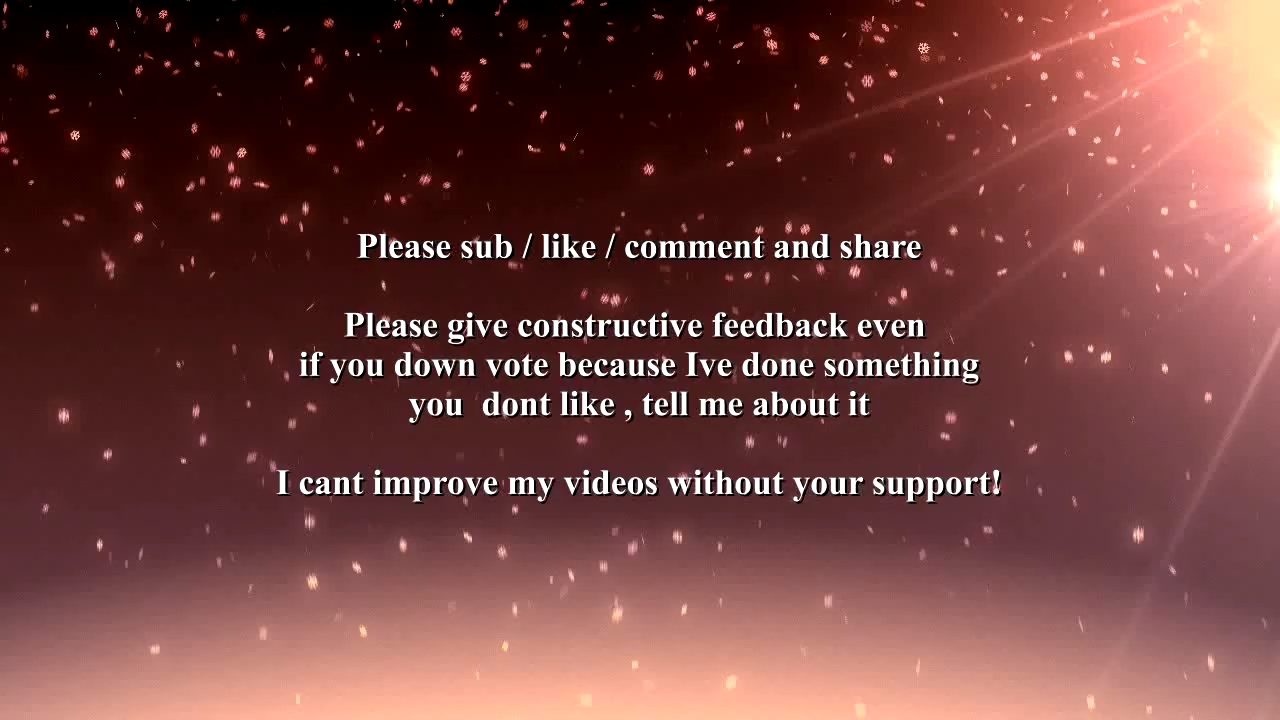 Please sub / like / comment and share
Please give constructive feedback even
if you down vote because Ive done something
you  dont like , tell me about it
I cant improve my videos without your support!